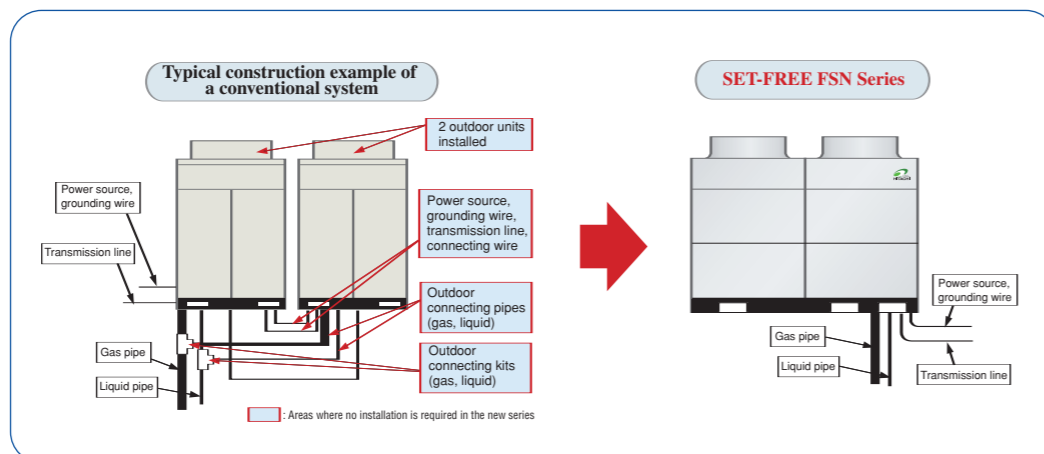 Typical construction example of
a conventional system
SET-FREE FSN Series
2 outdoor units
installed
Power source,
grounding wire
Power source,
grounding wire,
transmission line,
connecting wire
Transmission line
Outdoor
connecting pipes
(gas, liquid)
Outdoor
connecting kits
(gas, liquid)
Gas pipe
Liquid pipe
: Areas where no installation is required in the new series
HITACHI
Power source,
grounding wire
Gas pipe
Liquid pipe
Transmission line